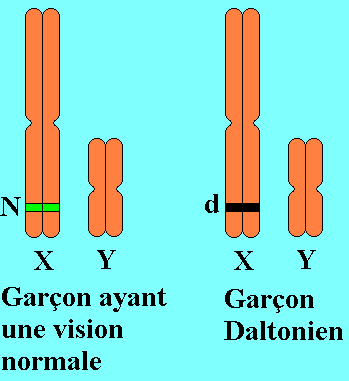 N
d
X Y
X Y
Garçon ayant
une vision
normale
Garçon
Daltonien